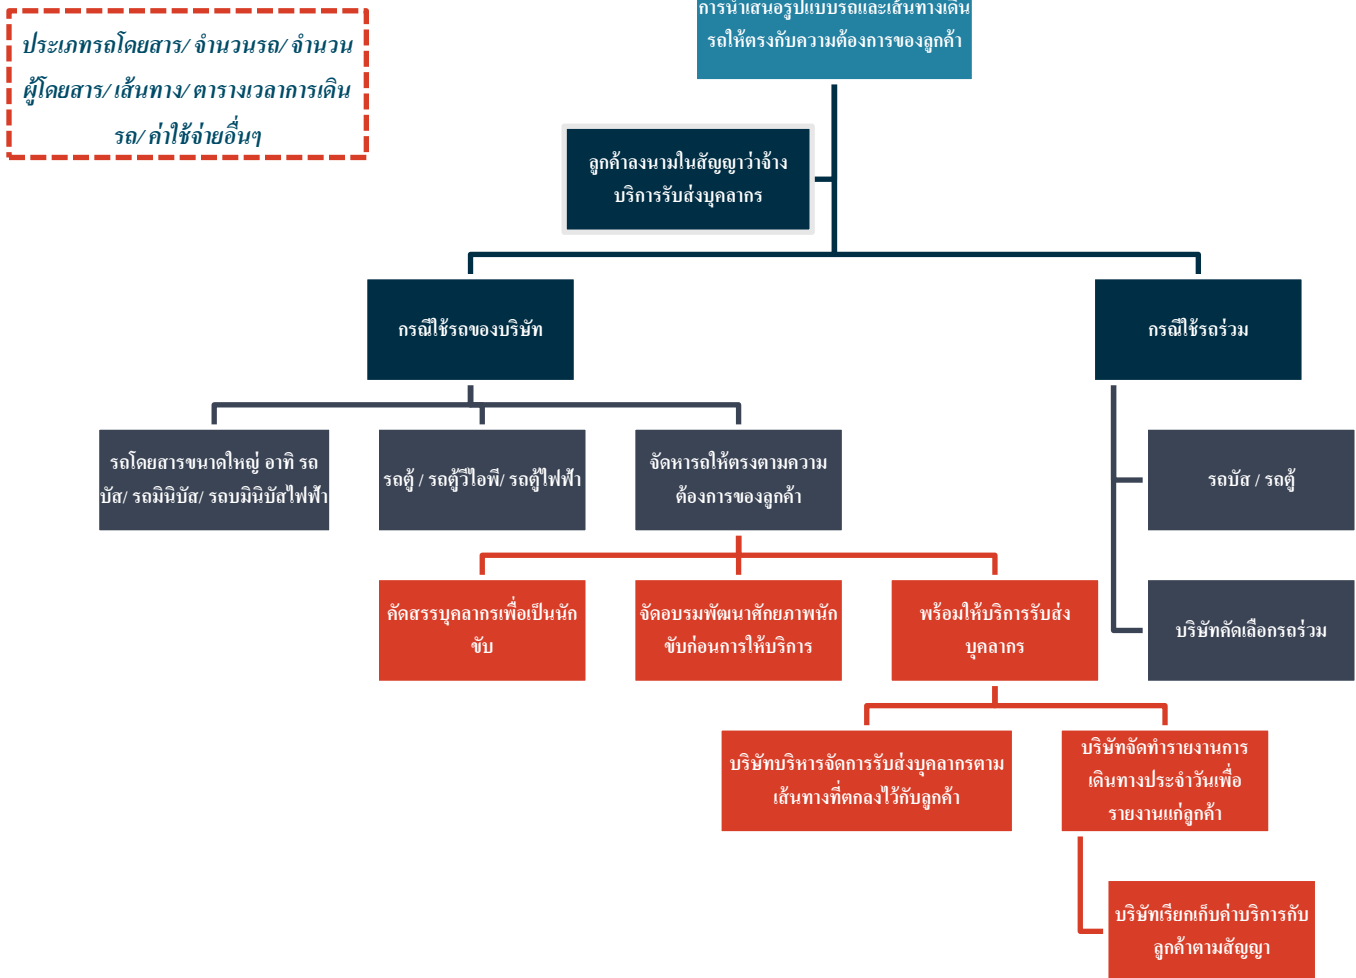 การนำเสนอรูปแบบรถและเส้นทางเดิน
รถให้ตรงกับความต้องการของลูกค้า
ประเภทรถโดยสาร/ จำนวนรถ/ จำนวน
ผู้โดยสาร/ เส้นทาง/ ตารางเวลาการเดิน
รถ/ ค่าใช้จ่ายอื่นๆ
ลูกค้าลงนามในสัญญาว่าจ้าง
บริการรับส่งบุคลากร
กรณีใช้รถของบริษัท
กรณีใช้รถร่วม
รถโดยสารขนาดใหญ่ อาทิ รถ
บัส/ รถมินิบัส/ รถบมินิบัสไฟฟ้า
รถตู้ / รถตู้วีไอพี/ รถตู้ไฟฟ้า
จัดหารถให้ตรงตามความ
ต้องการของลูกค้า
รถบัส / รถตู้
คัดสรรบุคลากรเพื่อเป็นนัก
ขับ
จัดอบรมพัฒนาศักยภาพนัก
ขับก่อนการให้บริการ
พร้อมให้บริการรับส่ง
บุคลากร
บริษัทคัดเลือกรถร่วม
บริษัทบริหารจัดการรับส่งบุคลากรตาม
เส้นทางที่ตกลงไว้กับลูกค้า
บริษัทจัดทำรายงานการ
เดินทางประจำวันเพื่อ
รายงานแก่ลูกค้า
บริษัทเรียกเก็บค่าบริการกับ
ลูกค้าตามสัญญา